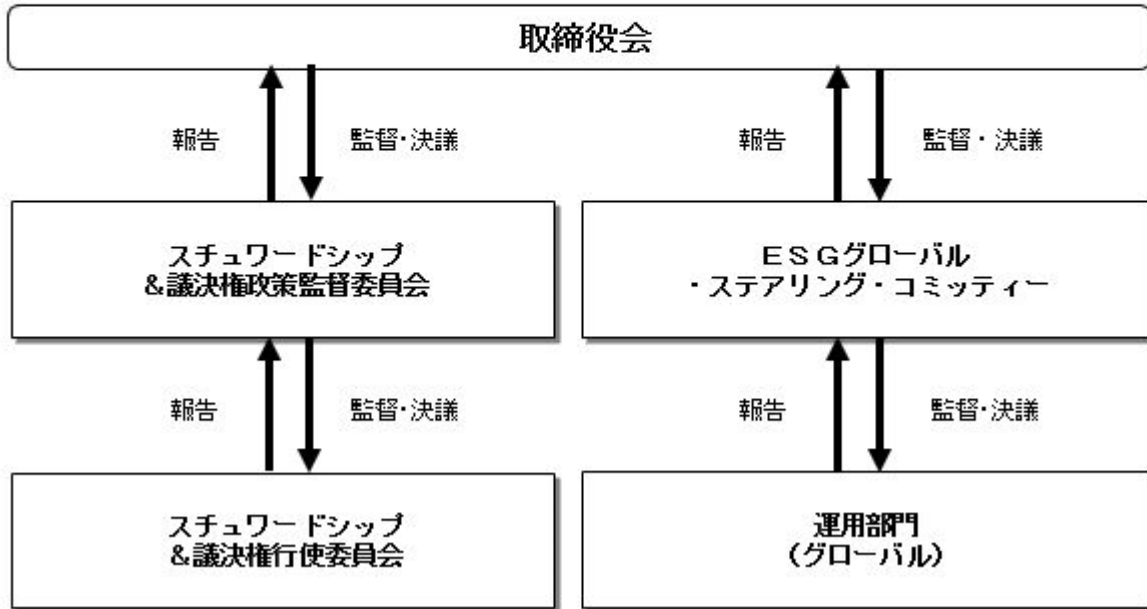 取締役会
報告
監督・決議
報告
監督・決議
スチュワードシップ
&議決権政策監督委員会
ＥＳＧグローバル
・ステアリング・コミッティー
報告
監督・決議
報告
監督・決議
スチュワードシップ
&議決権行使委員会
運用部門
（グローバル）